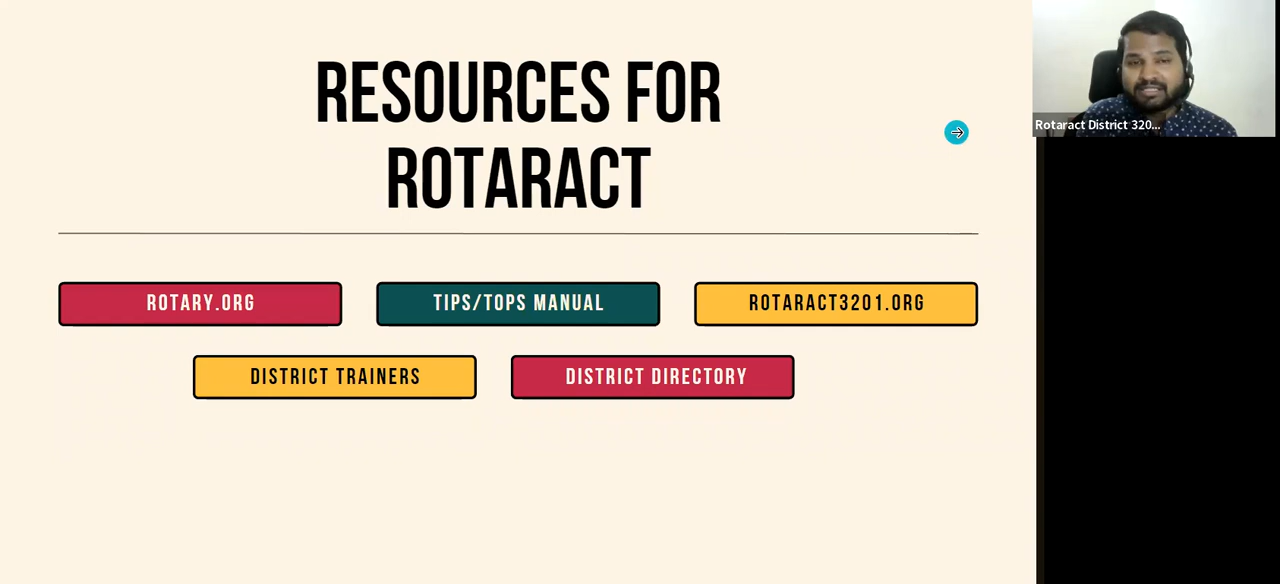 RESOURCES FOR
ROTARACT
ROTARY.ORG
TIPS/TOPS MANUAL
ROTARACT3201.ORG
DISTRICT TRAINERS
DISTRICT DIRECTORY
Rotaract District 320...